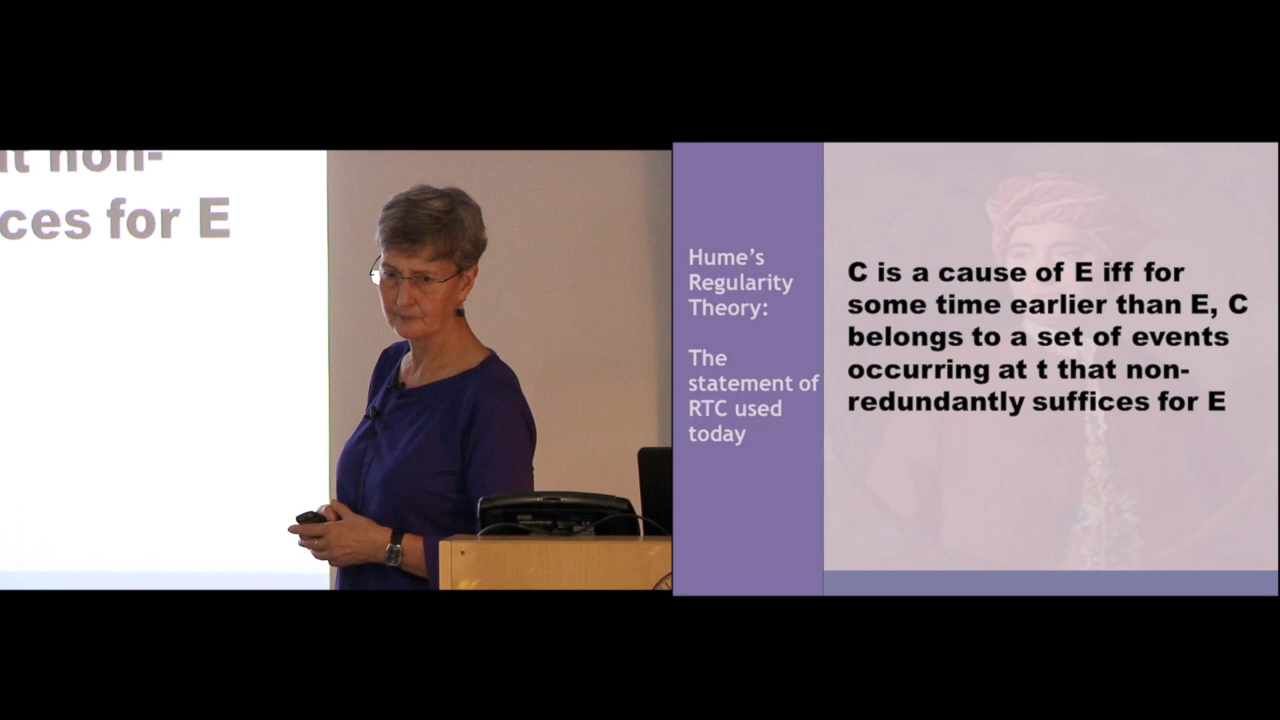 non-
ces for E
Hume's
Regularity
Theory:
The
statement of
RTC used
today
C is a cause of E iff for
some time earlier than E, C
belongs to a set of events
occurring at t that non-
redundantly suffices for E